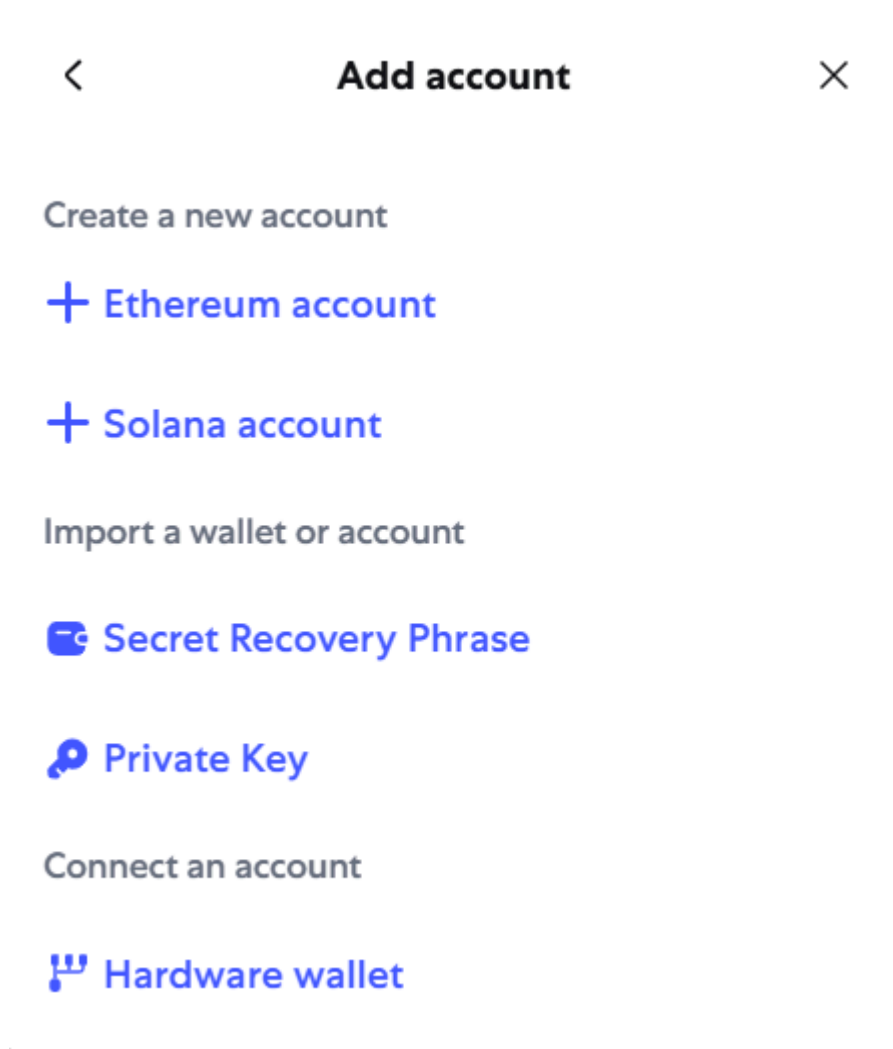 Add account
Create a new account
Ethereum account
Solana account
Import a wallet or account
Secret Recovery Phrase
Private Key
Connect an account
Hardware wallet